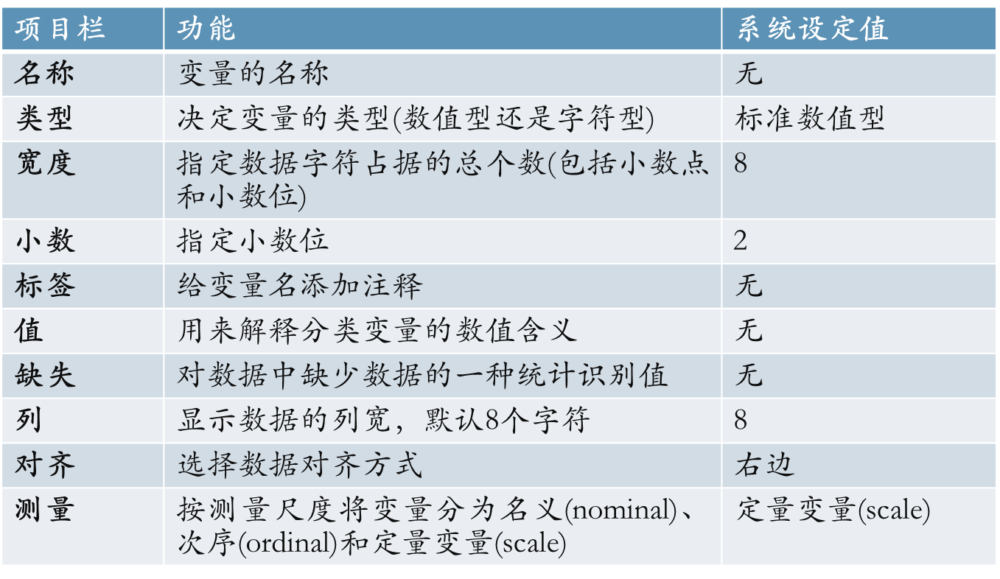 项目栏 功能 系统设定值
名称 变量的名称 无
类型 决定变量的类型(数值型还是字符型) 标准数值型
宽度 指定数据字符占据的总个数(包括小数点 8
和小数位)
小数 指定小数位 2
标签 给变量名添加注释 无
值 用来解释分类变量的数值含义 无
缺失 对数据中缺少数据的一种统计识别值 无
列 显示数据的列宽，默认8个字符 8
对齐 选择数据对齐方式 右边
测量 按测量尺度将变量分为名义(nominal)、 定量变量(scale)
次序(ordinal)和定量变量(scale)